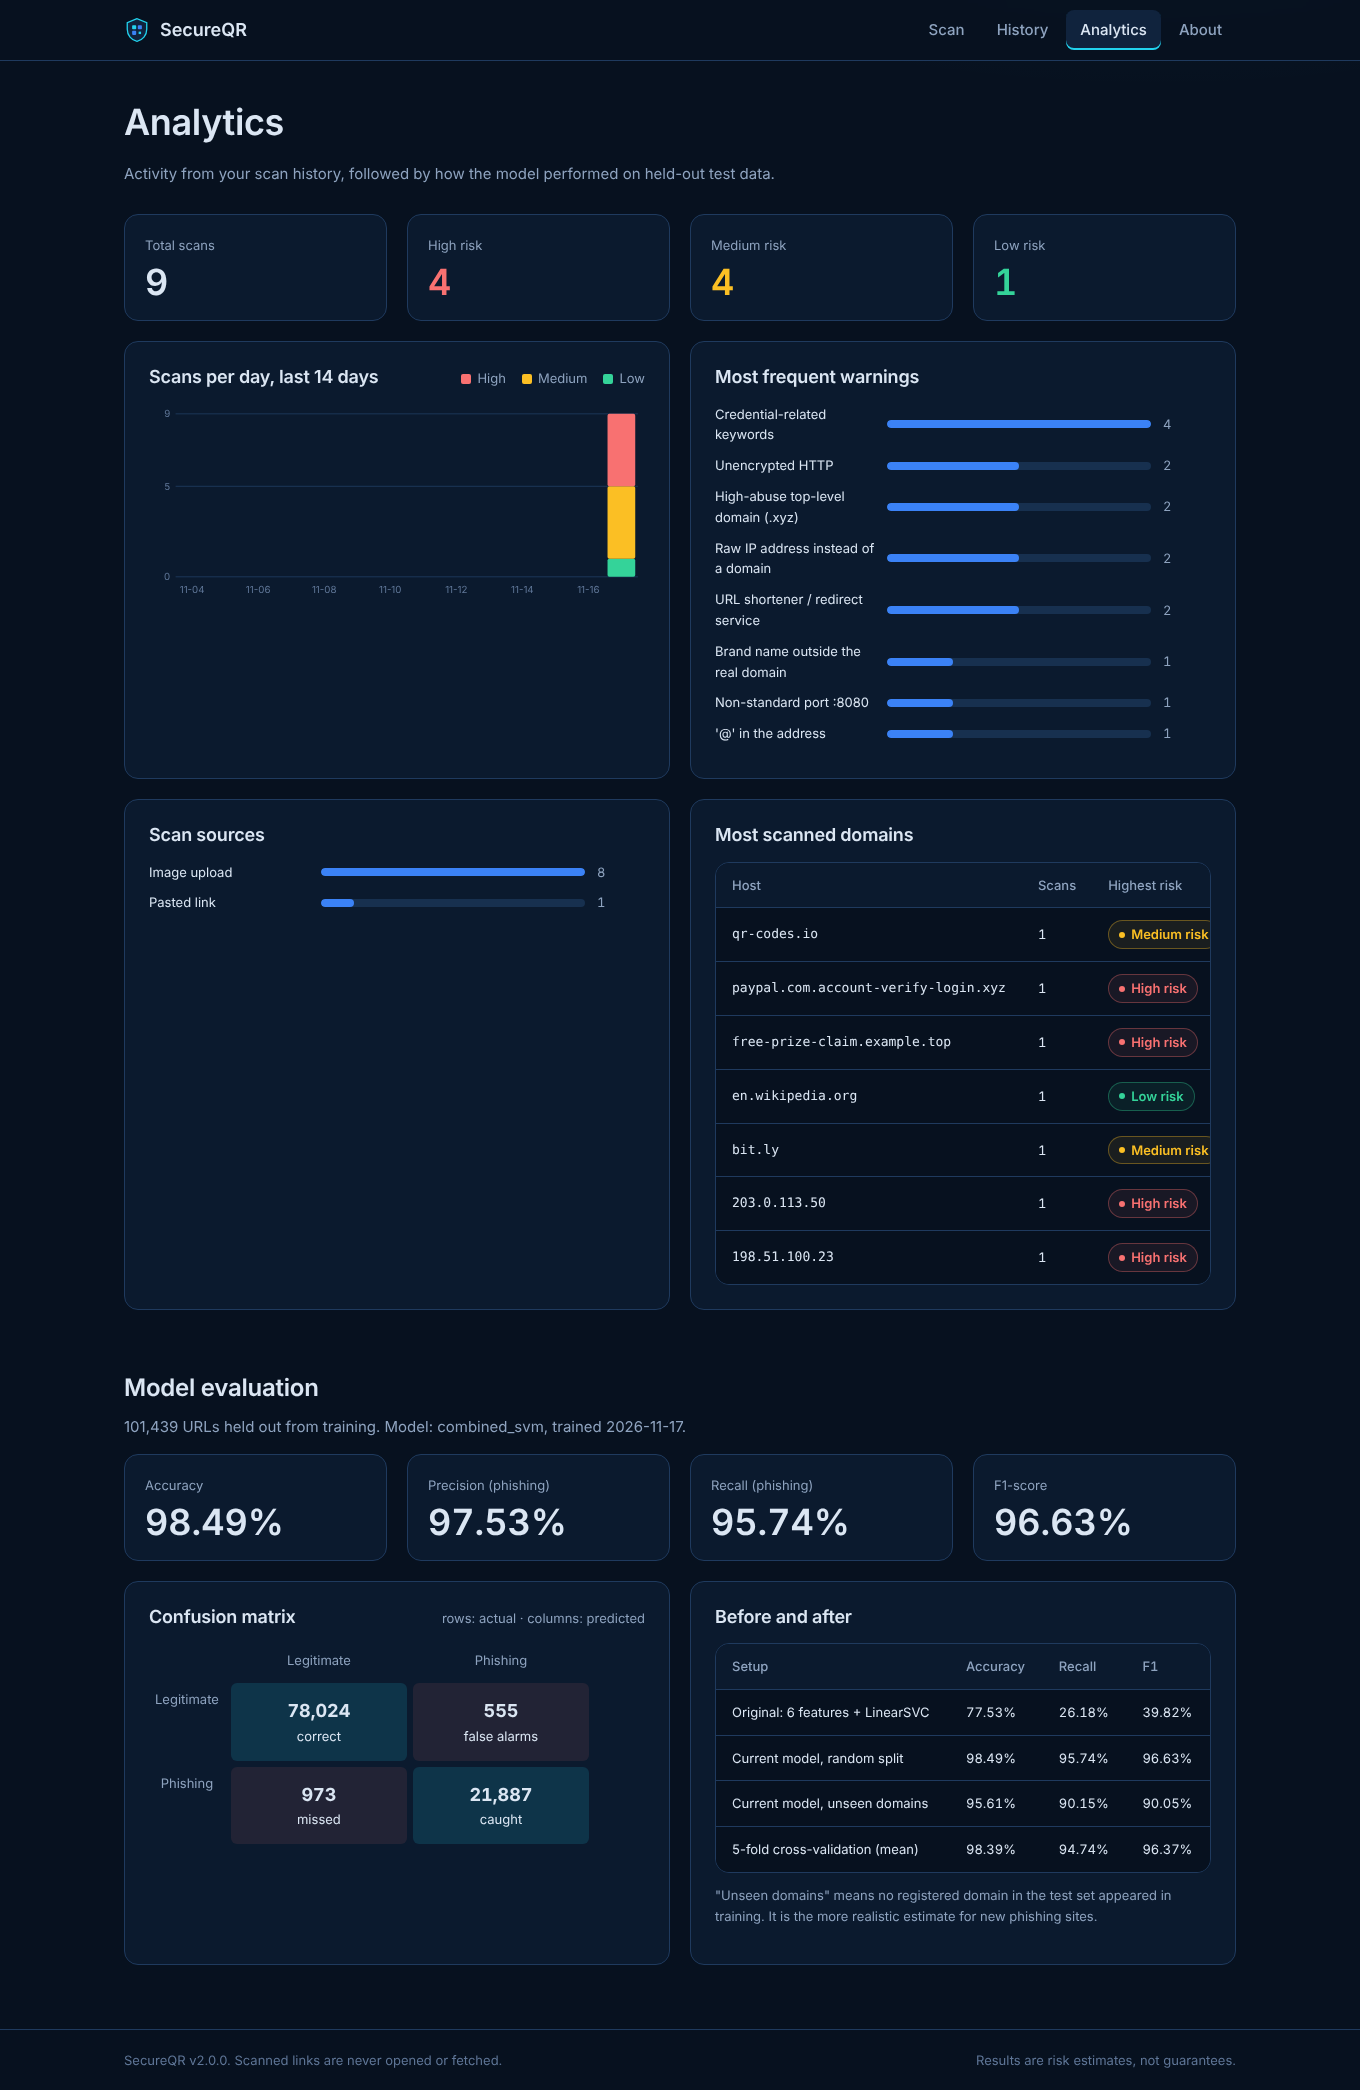 SecureQR
Scan
History
Analytics
About
Analytics
Activity from your scan history, followed by how the model performed on held-out test data.
Total scans
9
High risk
4
Medium risk
4
Low risk
1
Scans per day, last 14 days
High
Medium
Low
9
5
0
11-04
11-06
11-08
11-10
11-12
11-14
11-16
Most frequent warnings
Credential-related
keywords
4
Unencrypted HTTP
2
High-abuse top-level
domain (.xyz)
2
Raw IP address instead of
a domain
2
URL shortener / redirect
service
2
Brand name outside the
real domain
1
Non-standard port :8080
1
'@' in the address
1
Scan sources
Image upload
8
Pasted link
1
Most scanned domains
Host Scans Highest risk
qr-codes.io 1 Medium risk
paypal.com.account-verify-login.xyz 1 High risk
free-prize-claim.example.top 1 High risk
en.wikipedia.org 1 Low risk
bit.ly 1 Medium risk
203.0.113.50 1 High risk
198.51.100.23 1 High risk
Model evaluation
101,439 URLs held out from training. Model: combined_svm, trained 2026-11-17.
Accuracy
98.49%
Precision (phishing)
97.53%
Recall (phishing)
95.74%
F1-score
96.63%
Confusion matrix
rows: actual · columns: predicted
Legitimate Phishing
Legitimate
78,024
correct
555
false alarms
Phishing
973
missed
21,887
caught
Before and after
Setup Accuracy Recall F1
Original: 6 features + LinearSVC 77.53% 26.18% 39.82%
Current model, random split 98.49% 95.74% 96.63%
Current model, unseen domains 95.61% 90.15% 90.05%
5-fold cross-validation (mean) 98.39% 94.74% 96.37%
"Unseen domains" means no registered domain in the test set appeared in
training. It is the more realistic estimate for new phishing sites.
SecureQR v2.0.0. Scanned links are never opened or fetched.
Results are risk estimates, not guarantees.